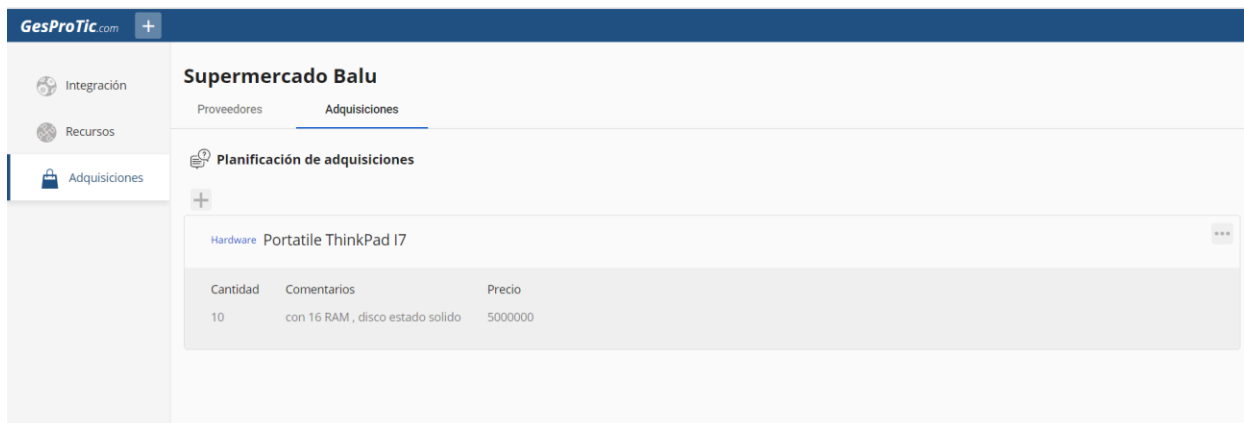 GesProTic.com +
Integración
Recursos
Adquisiciones
Supermercado Balu
Proveedores Adquisiciones
Planificación de adquisiciones
+
Hardware Portatile ThinkPad I7
Cantidad Comentarios Precio
10 con 16 RAM , disco estado solido 5000000